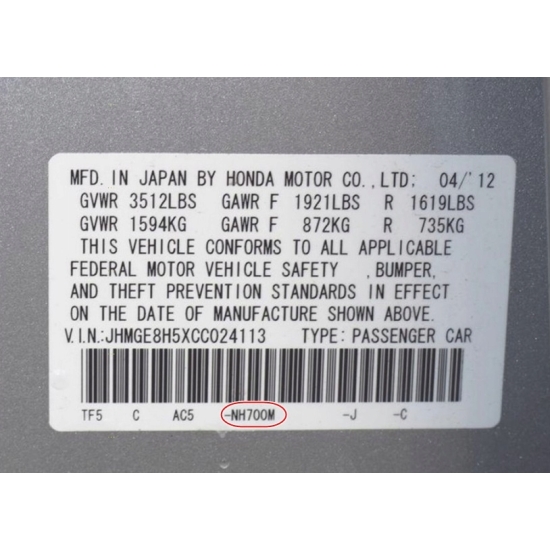 MFD. IN JAPAN BY HONDA MOTOR CO.,LTD: 04/'12
GVWR 3512LBS GAWR F 1921LBS R 1619LBS
GVWR 1594KG GAWR F 872KG R 735KG
THIS VEHICLE CONFORMS TO ALL APPLICABLE
FEDERAL MOTOR VEHICLE SAFETY ,BUMPER,
AND THEFT PREVENTION STANDARDS IN EFFECT
ON THE DATE OF MANUFACTURE SHOWN ABOVE.
V.I.N.:JHMGE8H5XCC024113 TYPE: PASSENGER CAR
TF5 C AC5 -NH700M -J -C